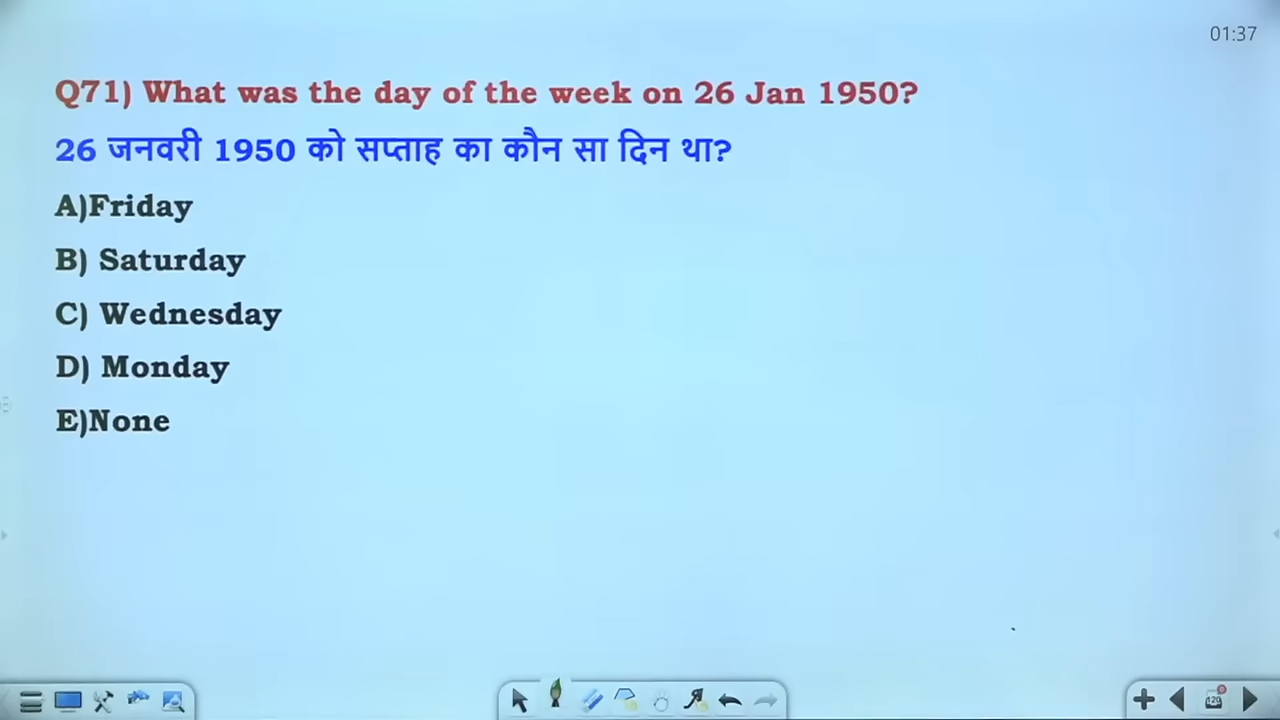 01:37
Q71) What was the day of the week on 26 Jan 1950?
26 जनवरी 1950 को सप्ताह का कौन सा दिन था?
A)Friday
B) Saturday
C) Wednesday
D) Monday
E)None